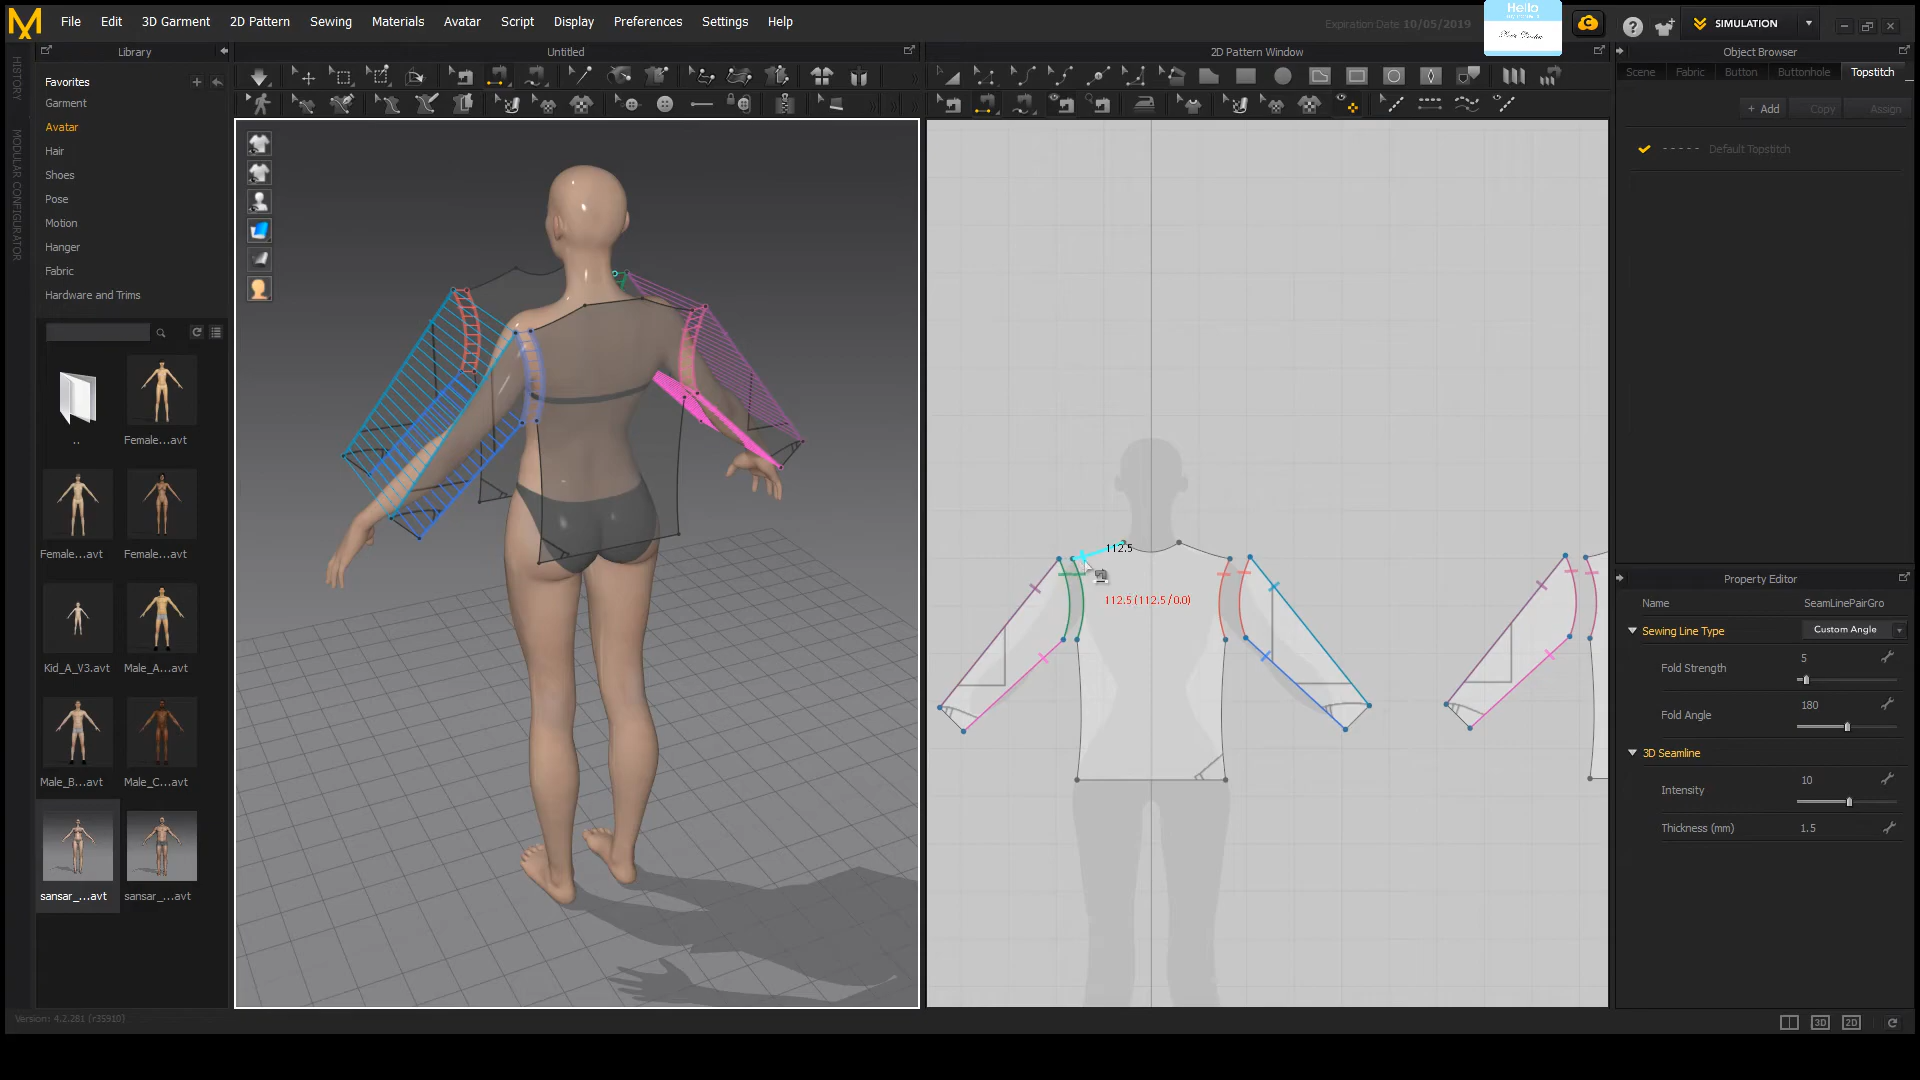 File Edit 3D Garment 2D Pattern Sewing Materials Avatar Script Display Preferences Settings Help
Expiration Date 10/05/2019
Hello
SIMULATION
Library
Untitled
2D Pattern Window
Object Browser
HISTORY
MODULAR CONFIGURATOR
Favorites
Garment
Avatar
Hair
Shoes
Pose
Motion
Hanger
Fabric
Hardware and Trims
..
Female...avt
Female...avt
Female...avt
Kid_A_V3.avt
Male_A...avt
Male_B...avt
Male_C...avt
sansar_...avt
sansar_...avt
112.5
112.5 (112.5/0.0)
Scene Fabric Button Buttonhole Topstitch
+ Add Copy Assign
Default Topstitch
Property Editor
Name SeamLinePairGro
Sewing Line Type Custom Angle
Fold Strength 5
Fold Angle 180
3D Seamline
Intensity 10
Thickness (mm) 1.5
Version: 4.2.281 (r35910)
3D 2D